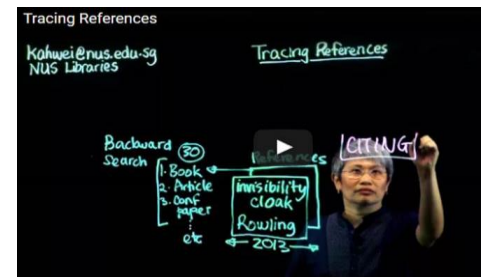 Tracing References
Kahwei@nus.edu.sg
NUS Libraries
Tracing References
Backward
Search
30
1. Book
2. Article
3. Conf
paper
etc
References
invisibility
cloak
Rowling
2013
CITING